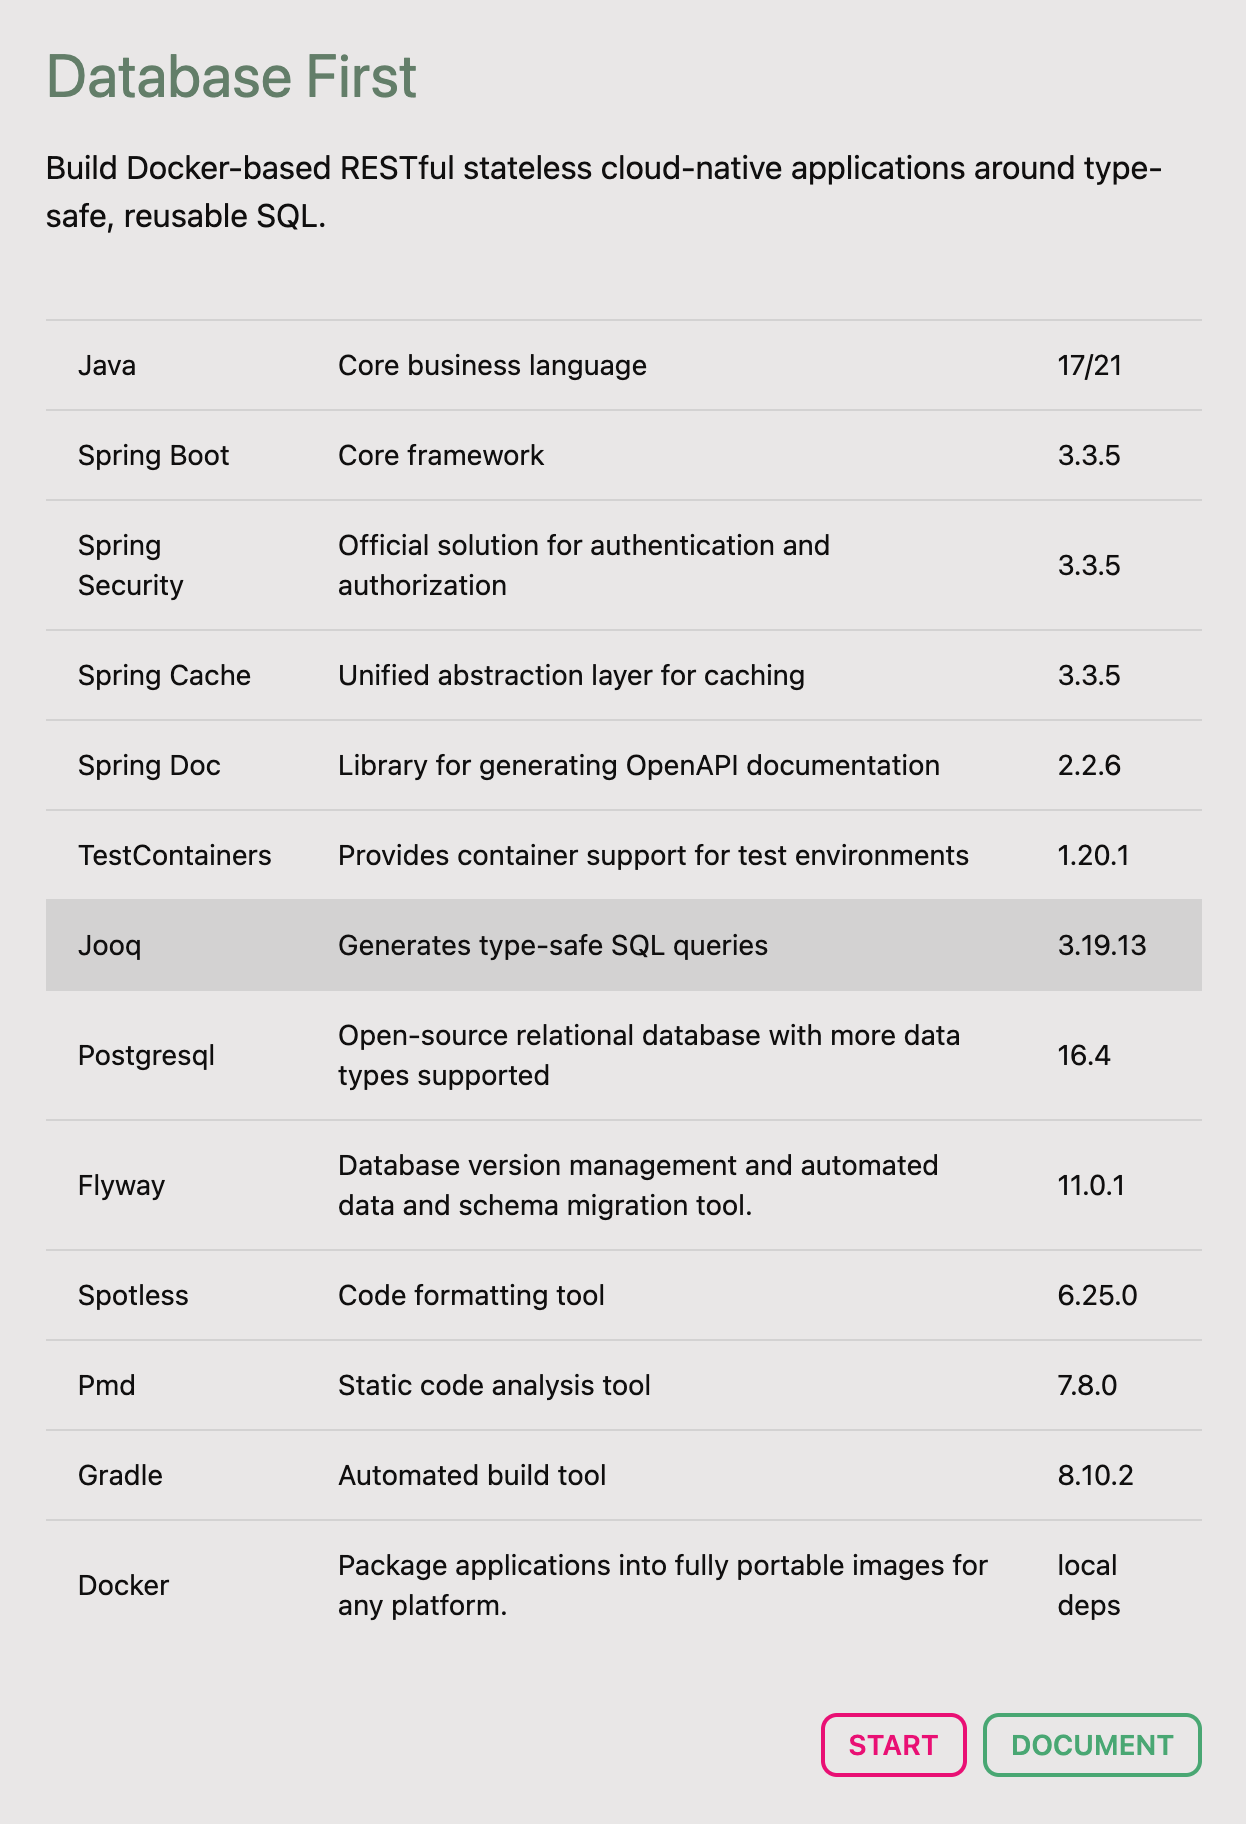 Database First
Build Docker-based RESTful stateless cloud-native applications around type-
safe, reusable SQL.
Java Core business language 17/21
Spring Boot Core framework 3.3.5
Spring Official solution for authentication and
Security authorization 3.3.5
Spring Cache Unified abstraction layer for caching 3.3.5
Spring Doc Library for generating OpenAPI documentation 2.2.6
TestContainers Provides container support for test environments 1.20.1
Jooq Generates type-safe SQL queries 3.19.13
Postgresql Open-source relational database with more data 16.4
types supported
Flyway Database version management and automated 11.0.1
data and schema migration tool.
Spotless Code formatting tool 6.25.0
Pmd Static code analysis tool 7.8.0
Gradle Automated build tool 8.10.2
Docker Package applications into fully portable images for local
any platform. deps
START DOCUMENT